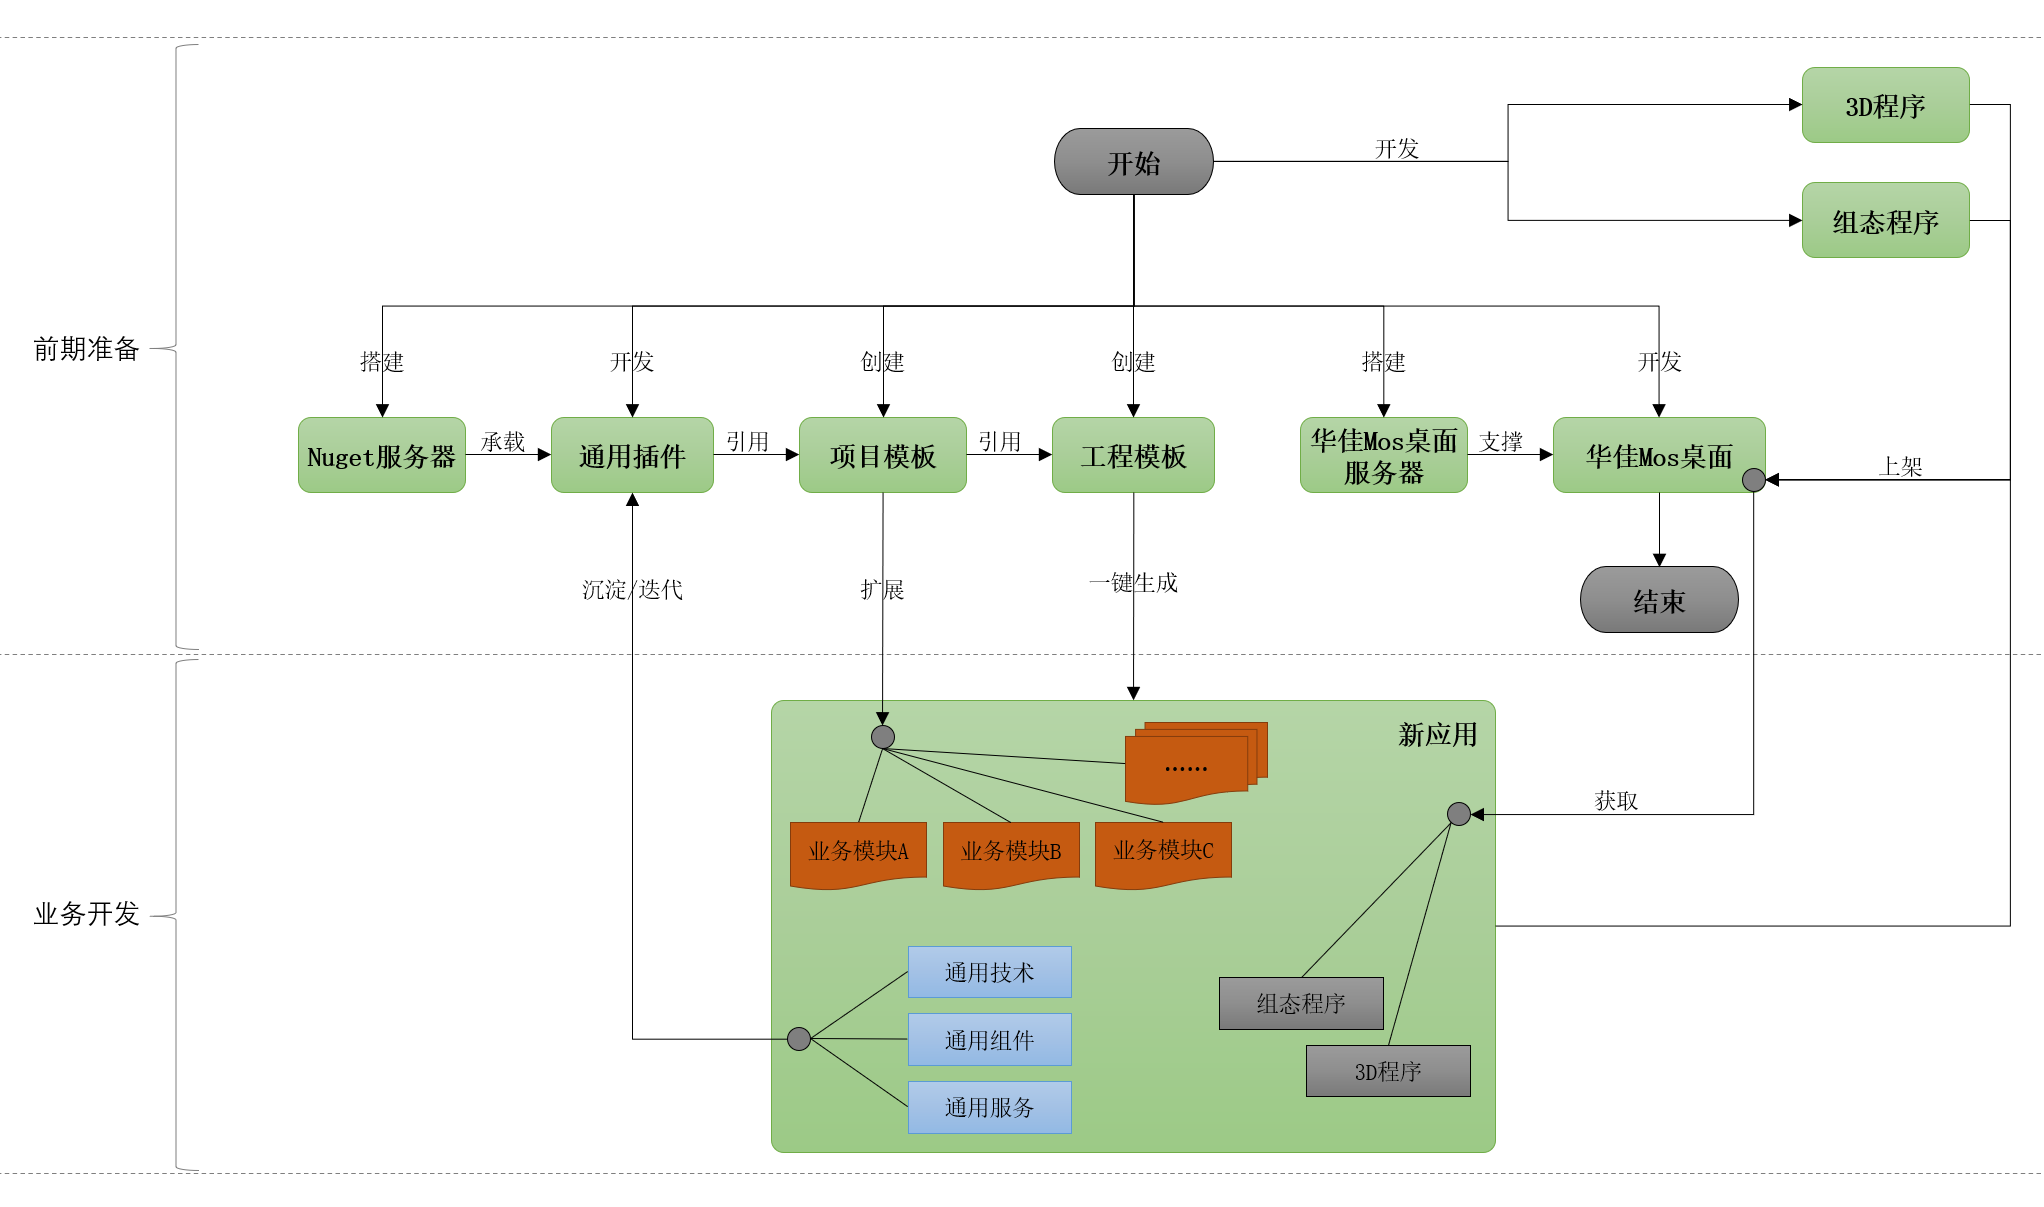 3D程序
开始
开发
组态程序
前期准备
搭建
开发
创建
创建
搭建
开发
Nuget服务器
承载
通用插件
引用
项目模板
引用
工程模板
华佳Mos桌面
服务器
支撑
华佳Mos桌面
上架
沉淀/迭代
扩展
一键生成
结束
新应用
......
获取
业务模块A
业务模块B
业务模块C
业务开发
通用技术
组态程序
通用组件
3D程序
通用服务